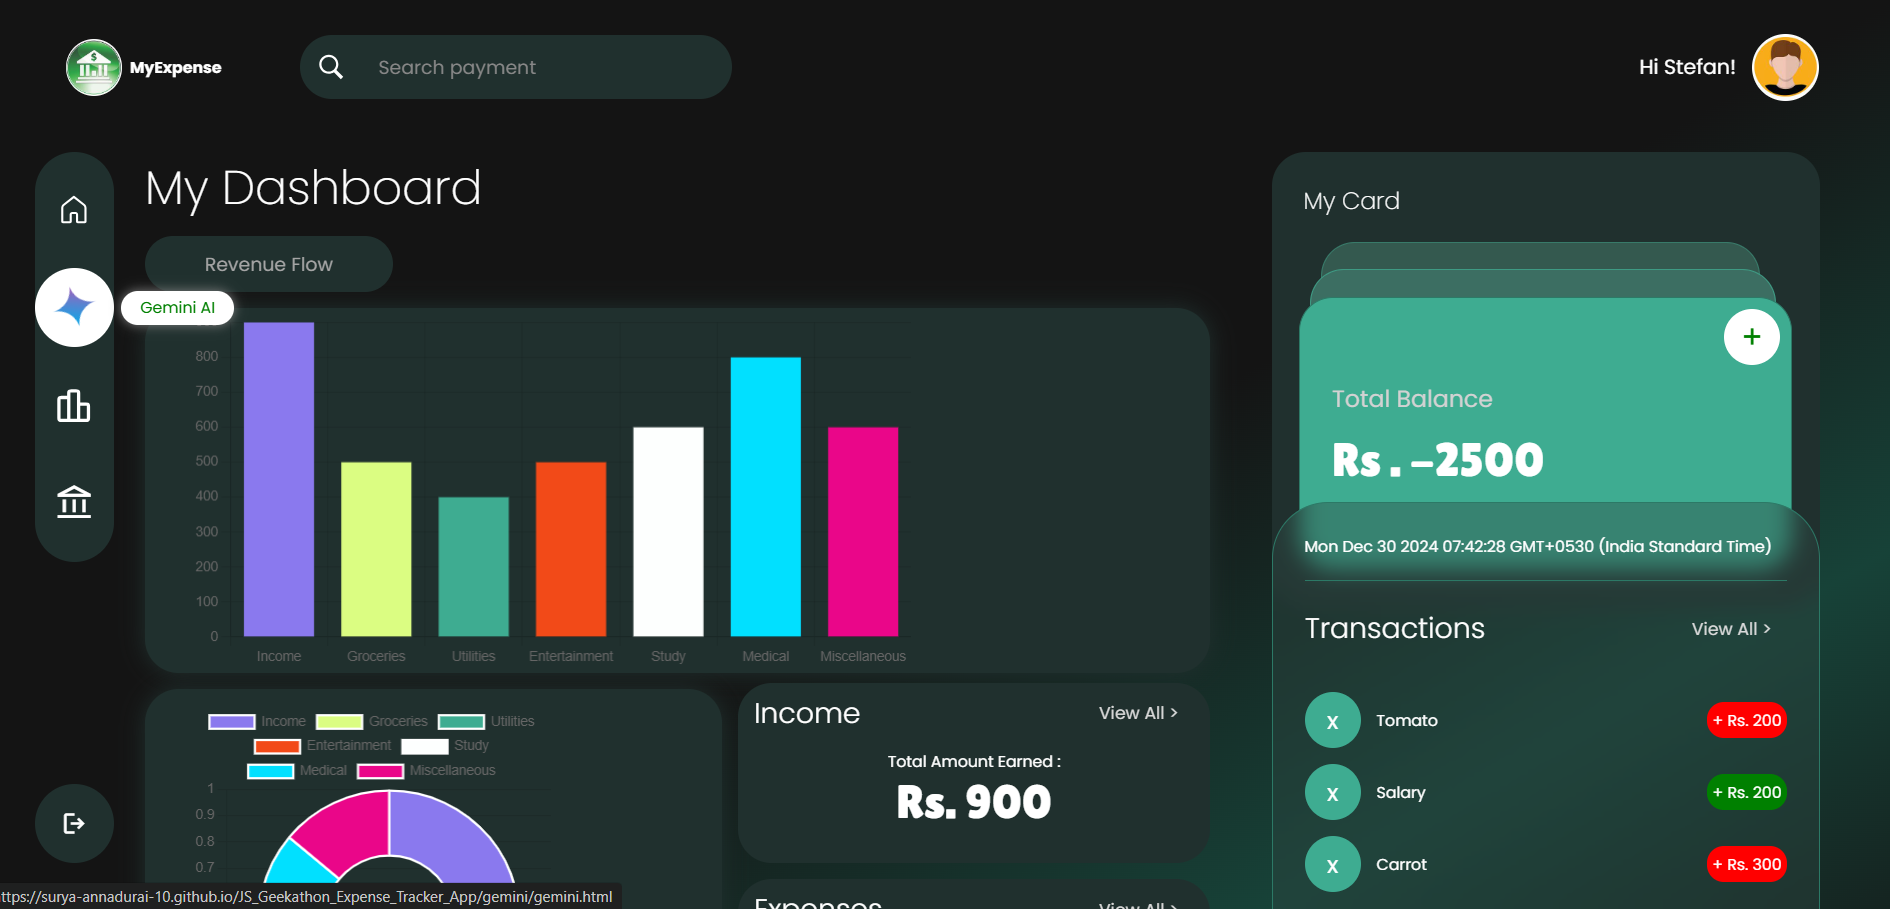 MyExpense
Search payment
Hi Stefan!
My Dashboard
Revenue Flow
Gemini AI
800
700
600
500
400
300
200
100
0
Income Groceries Utilities Entertainment Study Medical Miscellaneous
Income Groceries Utilities
Entertainment Study
Medical Miscellaneous
1
0.9
0.8
0.7
Income View All >
Total Amount Earned :
Rs. 900
Expenses View All >
My Card
+
Total Balance
Rs . -2500
Mon Dec 30 2024 07:42:28 GMT+0530 (India Standard Time)
Transactions View All >
X Tomato + Rs. 200
X Salary + Rs. 200
X Carrot + Rs. 300
ttps://surya-annadurai-10.github.io/JS_Geekathon_Expense_Tracker_App/gemini/gemini.html